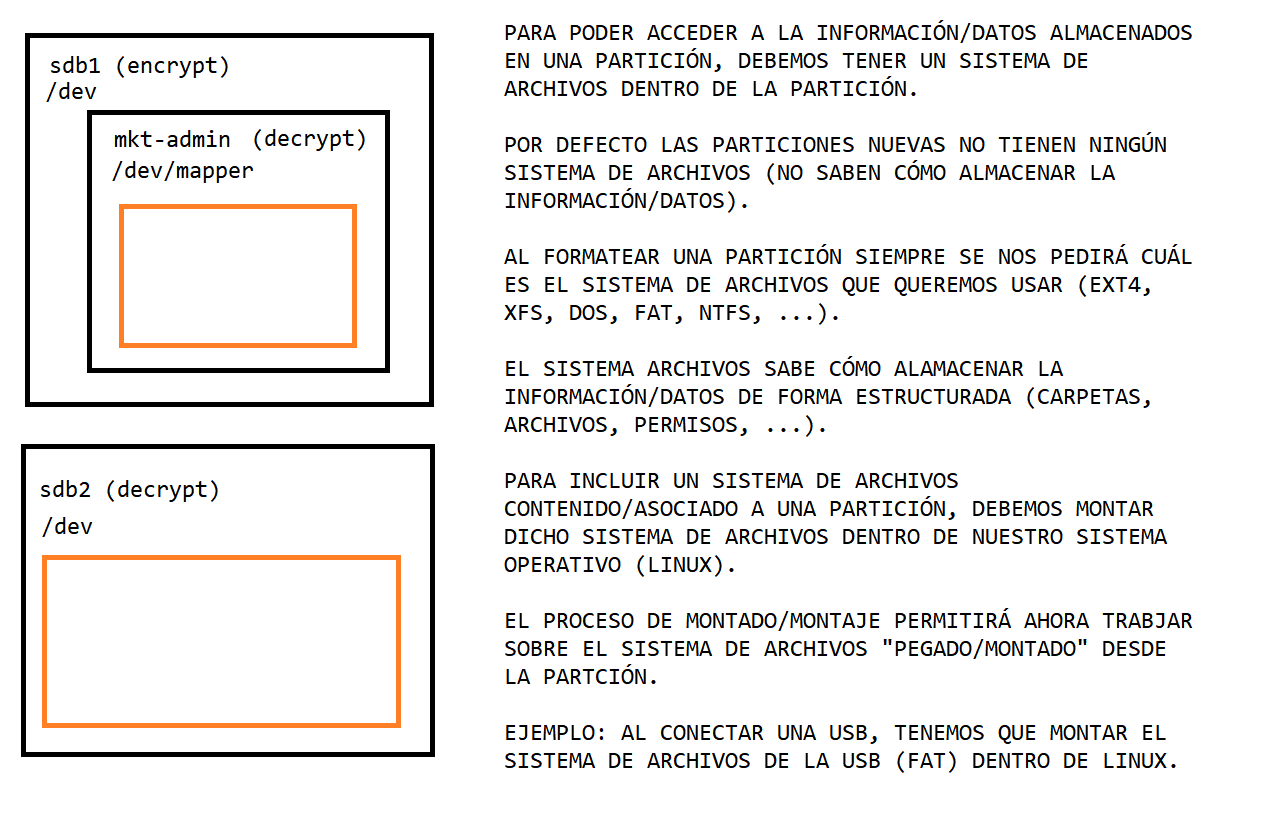 sdb1 (encrypt)
/dev
mkt-admin (decrypt)
/dev/mapper
sdb2 (decrypt)
/dev
PARA PODER ACCEDER A LA INFORMACIÓN/DATOS ALMACENADOS
EN UNA PARTICIÓN, DEBEMOS TENER UN SISTEMA DE
ARCHIVOS DENTRO DE LA PARTICIÓN.
POR DEFECTO LAS PARTICIONES NUEVAS NO TIENEN NINGÚN
SISTEMA DE ARCHIVOS (NO SABEN CÓMO ALMACENAR LA
INFORMACIÓN/DATOS).
AL FORMATEAR UNA PARTICIÓN SIEMPRE SE NOS PEDIRÁ CUÁL
ES EL SISTEMA DE ARCHIVOS QUE QUEREMOS USAR (EXT4,
XFS, DOS, FAT, NTFS, ...).
EL SISTEMA ARCHIVOS SABE CÓMO ALAMACENAR LA
INFORMACIÓN/DATOS DE FORMA ESTRUCTURADA (CARPETAS,
ARCHIVOS, PERMISOS, ...).
PARA INCLUIR UN SISTEMA DE ARCHIVOS
CONTENIDO/ASOCIADO A UNA PARTICIÓN, DEBEMOS MONTAR
DICHO SISTEMA DE ARCHIVOS DENTRO DE NUESTRO SISTEMA
OPERATIVO (LINUX).
EL PROCESO DE MONTADO/MONTAJE PERMITIRÁ AHORA TRABJAR
SOBRE EL SISTEMA DE ARCHIVOS "PEGADO/MONTADO" DESDE
LA PARTCIÓN.
EJEMPLO: AL CONECTAR UNA USB, TENEMOS QUE MONTAR EL
SISTEMA DE ARCHIVOS DE LA USB (FAT) DENTRO DE LINUX.